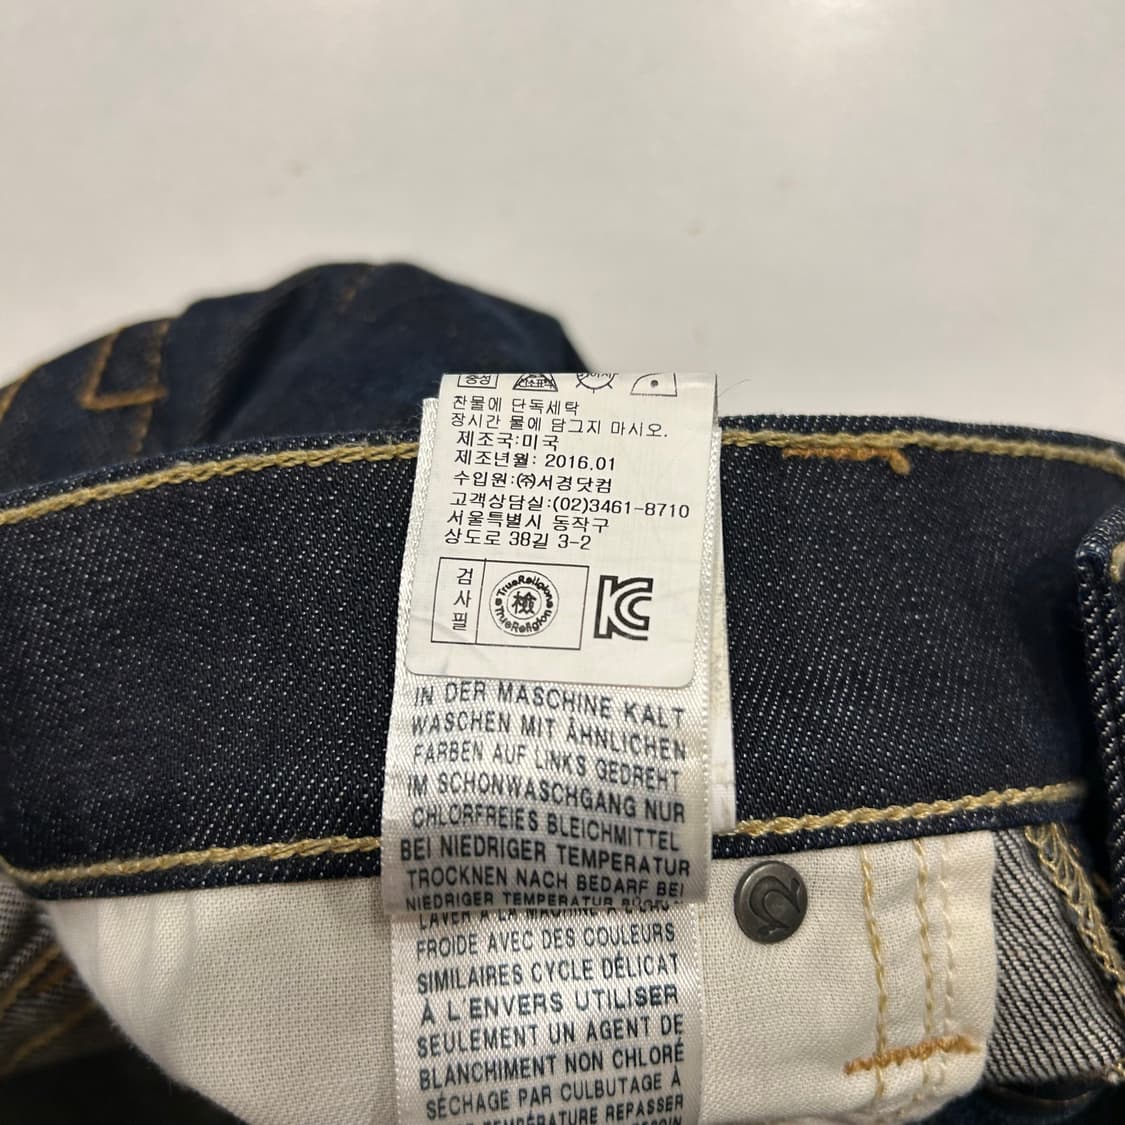 중성
산소표백
찬물에 단독세탁
장시간 물에 담그지 마시오.
제조국:미국
제조년월: 2016.01
수입원:㈜서경닷컴
고객상담실:(02)3461-8710
서울특별시 동작구
상도로 38길 3-2
검사필
TrueReligion
檢
TrueReligion
KC
IN DER MASCHINE KALT
WASCHEN MIT ÄHNLICHEN
FARBEN AUF LINKS GEDREHT
IM SCHONWASCHGANG NUR
CHLORFREIES BLEICHMITTEL
BEI NIEDRIGER TEMPERATUR
TROCKNEN NACH BEDARF BEI
NIEDRIGER TEMPERATUR BÜGELN
LAVER À LA MACHINE À L'EAU
FROIDE AVEC DES COULEURS
SIMILAIRES CYCLE DÉLICAT
À L'ENVERS UTILISER
SEULEMENT UN AGENT DE
BLANCHIMENT NON CHLORÉ
SÉCHAGE PAR CULBUTAGE À
TEMPÉRATURE REPASSER